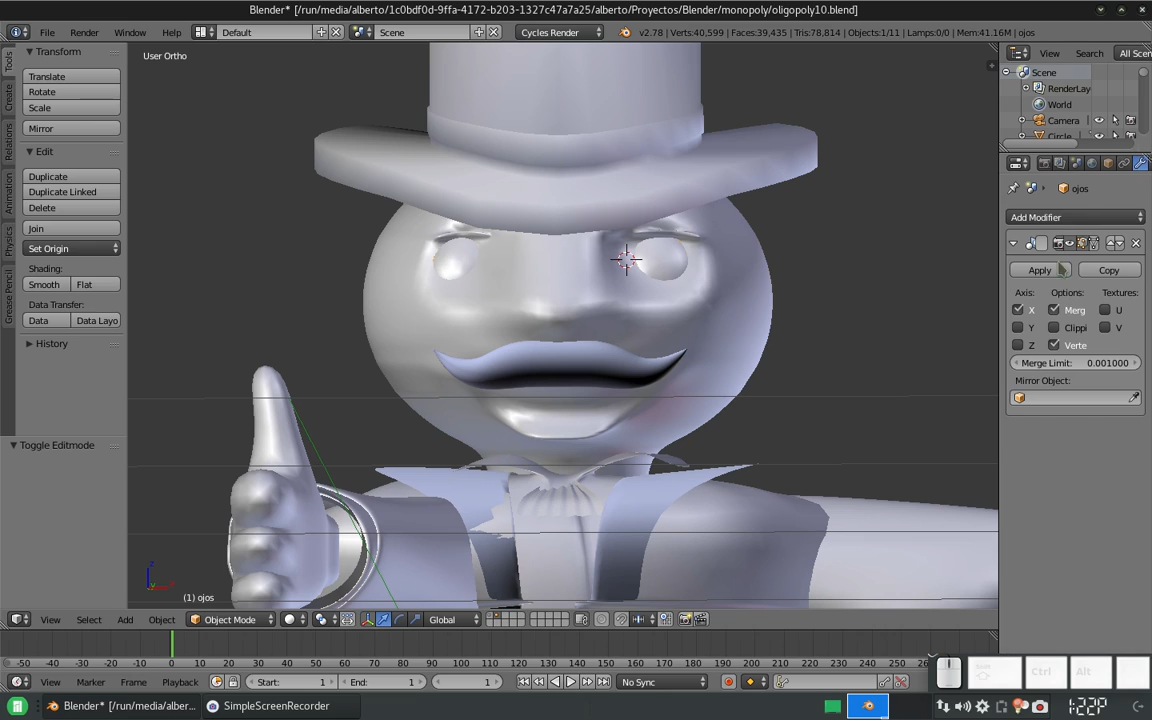 Blender* [/run/media/alberto/1c0bdf0d-9ffa-4172-b203-1327c47a7a25/alberto/Proyectos/Blender/monopoly/oligopoly10.blend]
File Render Window Help Default Scene Cycles Render v2.78 | Verts:40,599 | Faces:39,435 | Tris:78,814 | Objects:1/11 | Lamps:0/0 | Mem:41.16M | ojos
Tools
Create
Relations
Animation
Physics
Grease Pencil
Transform
Translate
Rotate
Scale
Mirror
Edit
Duplicate
Duplicate Linked
Delete
Join
Set Origin
Shading:
Smooth Flat
Data Transfer:
Data Data Layo
History
Toggle Editmode
User Ortho
(1) ojos
View Search All Scen
Scene
RenderLay
World
Camera
Circle
ojos
Add Modifier
Apply Copy
Axis: Options: Textures:
X Merg U
Y Clippi V
Z Verte
Merge Limit: 0.001000
Mirror Object:
View Select Add Object Object Mode Global
-50 -40 -30 -20 -10 0 10 20 30 40 50 60 70 80 90 100 110 120 130 140 150 160 170 180 190 200 210 220 230 240 250
View Marker Frame Playback Start: 1 End: 1 1 No Sync
Ctrl Alt
Blender* [/run/media/alber... SimpleScreenRecorder